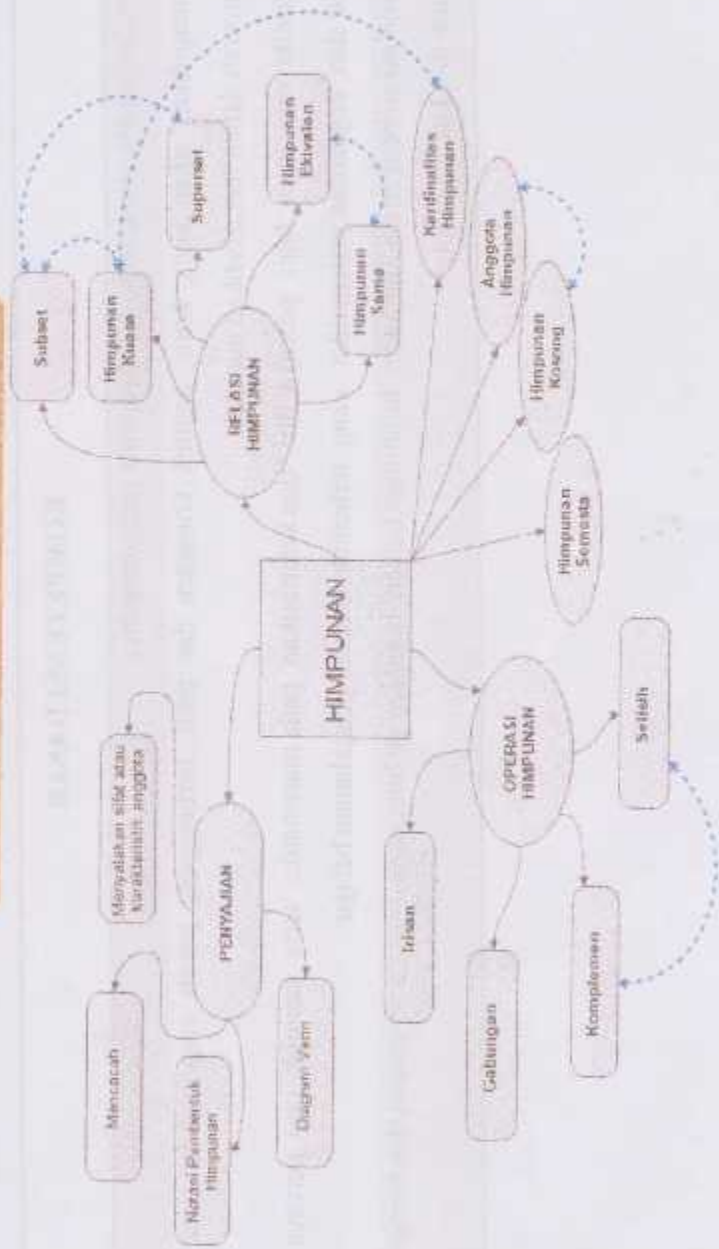 Mencacah
Menyatakan sifat atau
karakteristik anggota
Notasi Pembentuk
Himpunan
PENYAJIAN
Diagram Venn
HIMPUNAN
Subset
Himpunan
Kuasa
Superset
RELASI
HIMPUNAN
Himpunan
Ekivalen
Himpunan
Sama
Irisan
Gabungan
OPERASI
HIMPUNAN
Komplemen
Selisih
Kardinalitas
Himpunan
Anggota
Himpunan
Himpunan
Kosong
Himpunan
Semesta